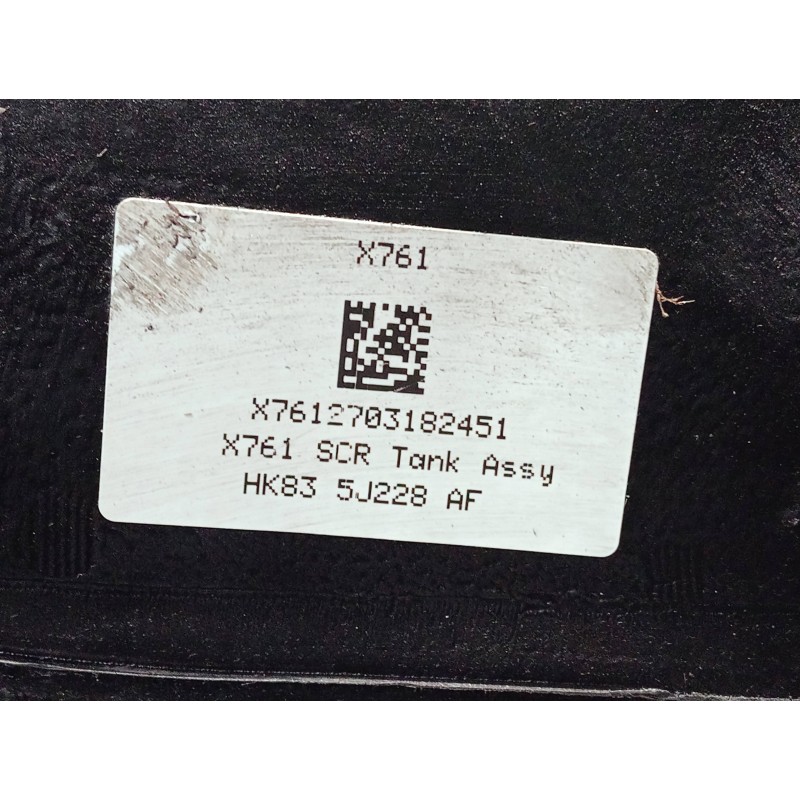 X761
X7612703182451
X761 SCR Tank Assy
HK83 5J228 AF